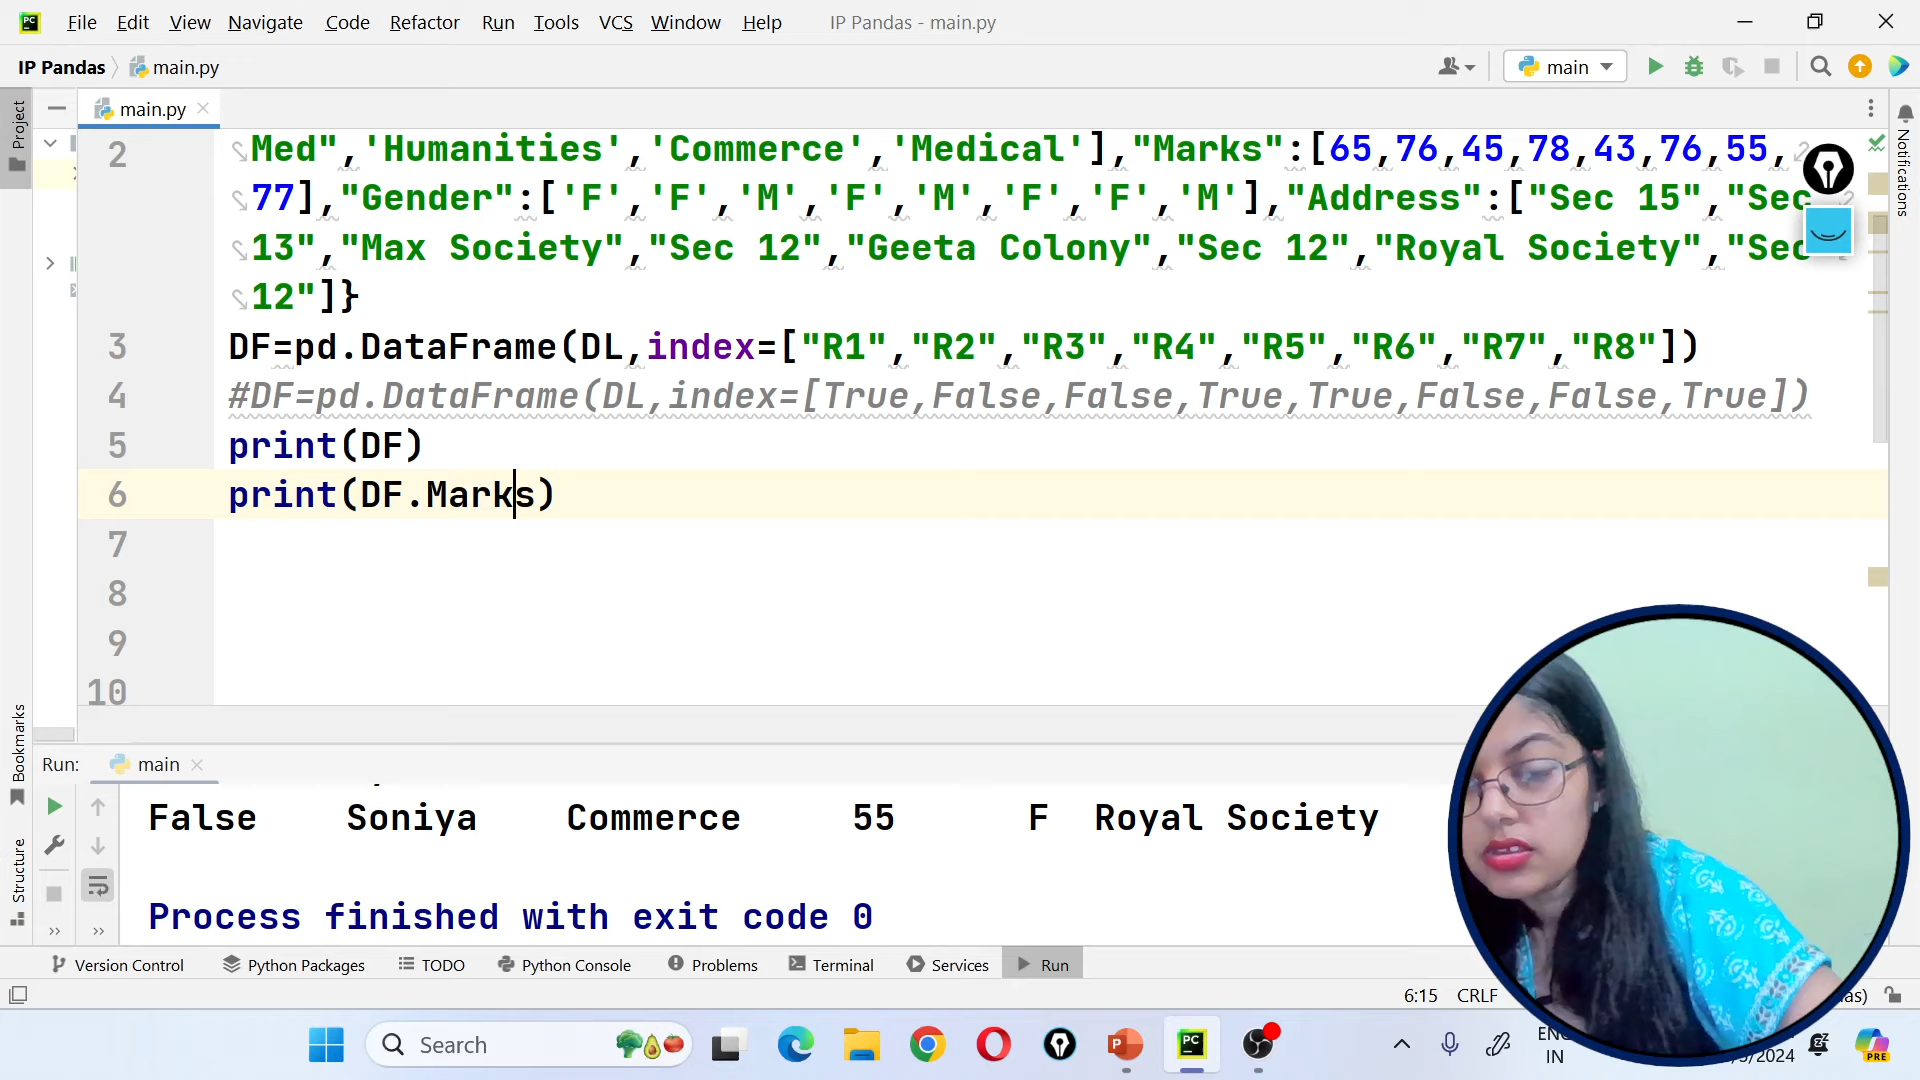 File Edit View Navigate Code Refactor Run Tools VCS Window Help IP Pandas - main.py
IP Pandas main.py
main
Project
main.py
Notifications
2 Med",'Humanities','Commerce','Medical'],"Marks":[65,76,45,78,43,76,55,
77],"Gender":['F','F','M','F','M','F','F','M'],"Address":["Sec 15","Sec
13","Max Society","Sec 12","Geeta Colony","Sec 12","Royal Society","Sec
12"]}
3 DF=pd.DataFrame(DL,index=["R1","R2","R3","R4","R5","R6","R7","R8"])
4 #DF=pd.DataFrame(DL,index=[True,False,False,True,True,False,False,True])
5 print(DF)
6 print(DF.Marks)
7
8
9
10
Bookmarks
Structure
Run: main
False Soniya Commerce 55 F Royal Society
Process finished with exit code 0
Version Control Python Packages TODO Python Console Problems Terminal Services Run
6:15 CRLF
Search
PC
IN
/2024
PRE